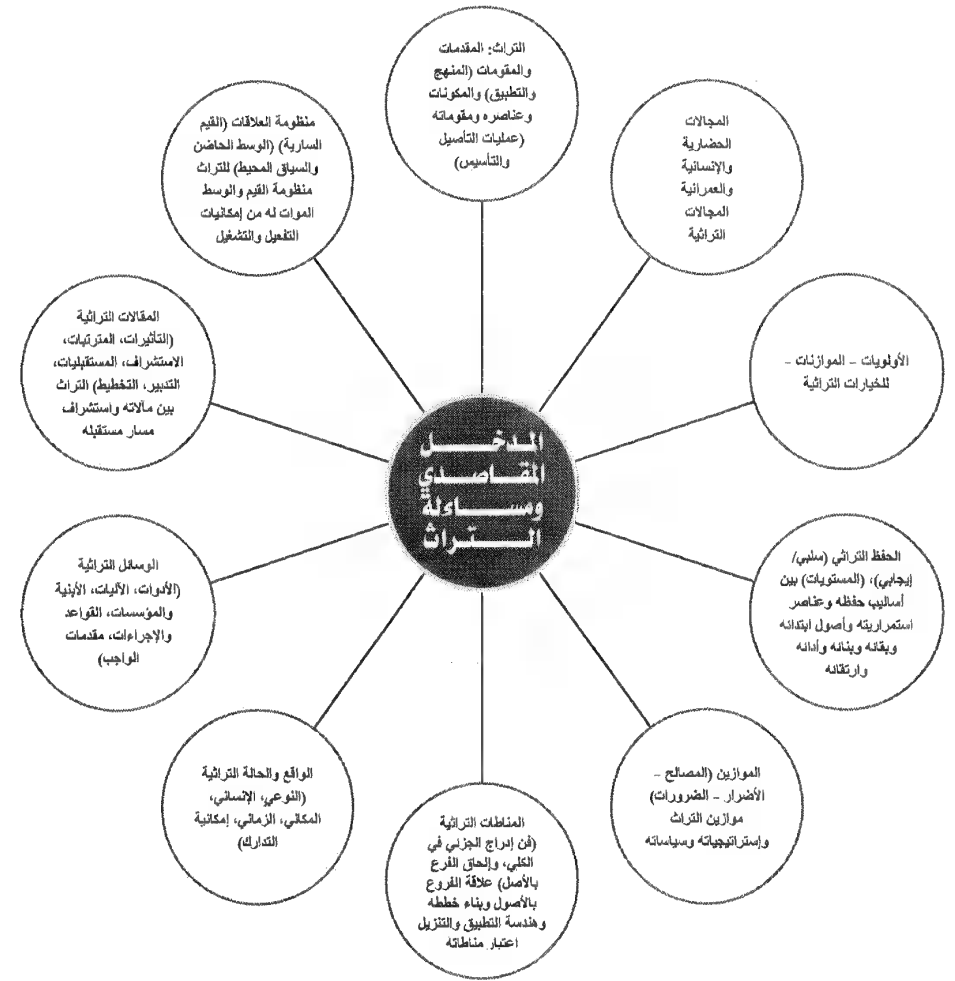 التراث: المقدمات
والمقومات (المنهج
والتطبيق) والمكونات
وعناصره ومقوماته
(عمليات التأصيل
والتأسيس)
المجالات
الحضارية
والإنسانية
والعمرانية
المجالات
التراثية
الأولويات – الموازنات –
للخيارات التراثية
الحفظ التراثي (سلبي/
إيجابي)، (المستويات) بين
أساليب حفظه وعناصر
استمراريته وأصول ابتدائه
وبقائه وبنائه وأدائه
وارتقائه
الموازين (المصالح –
الأضرار – الضرورات)
موازين التراث
وإستراتيجياته وسياساته
المناطات التراثية
(فن إدراج الجزئي في
الكلي، وإلحاق الفرع
بالأصل) علاقة الفروع
بالأصول وبناء خططه
وهندسة التطبيق والتنزيل
اعتبار مناطاته
الواقع والحالة التراثية
(النوعي، الإنساني،
المكاني، الزماني، إمكانية
التدارك)
الوسائل التراثية
(الأدوات، الآليات، الأبنية
والمؤسسات، القواعد
والإجراءات، مقدمات
الواجب)
المقالات التراثية
(التأثيرات، المترتبات،
الاستشراف، المستقبليات،
التدبير، التخطيط) التراث
بين مآلاته واستشراف
مسار مستقبله
منظومة العلاقات (القيم
السارية) (الوسط الحاضن
والسياق المحيط) للتراث
منظومة القيم والوسط
الموات له من إمكانيات
التفعيل والتشغيل
المدخل
المقاصدي
ومساءلة
التراث